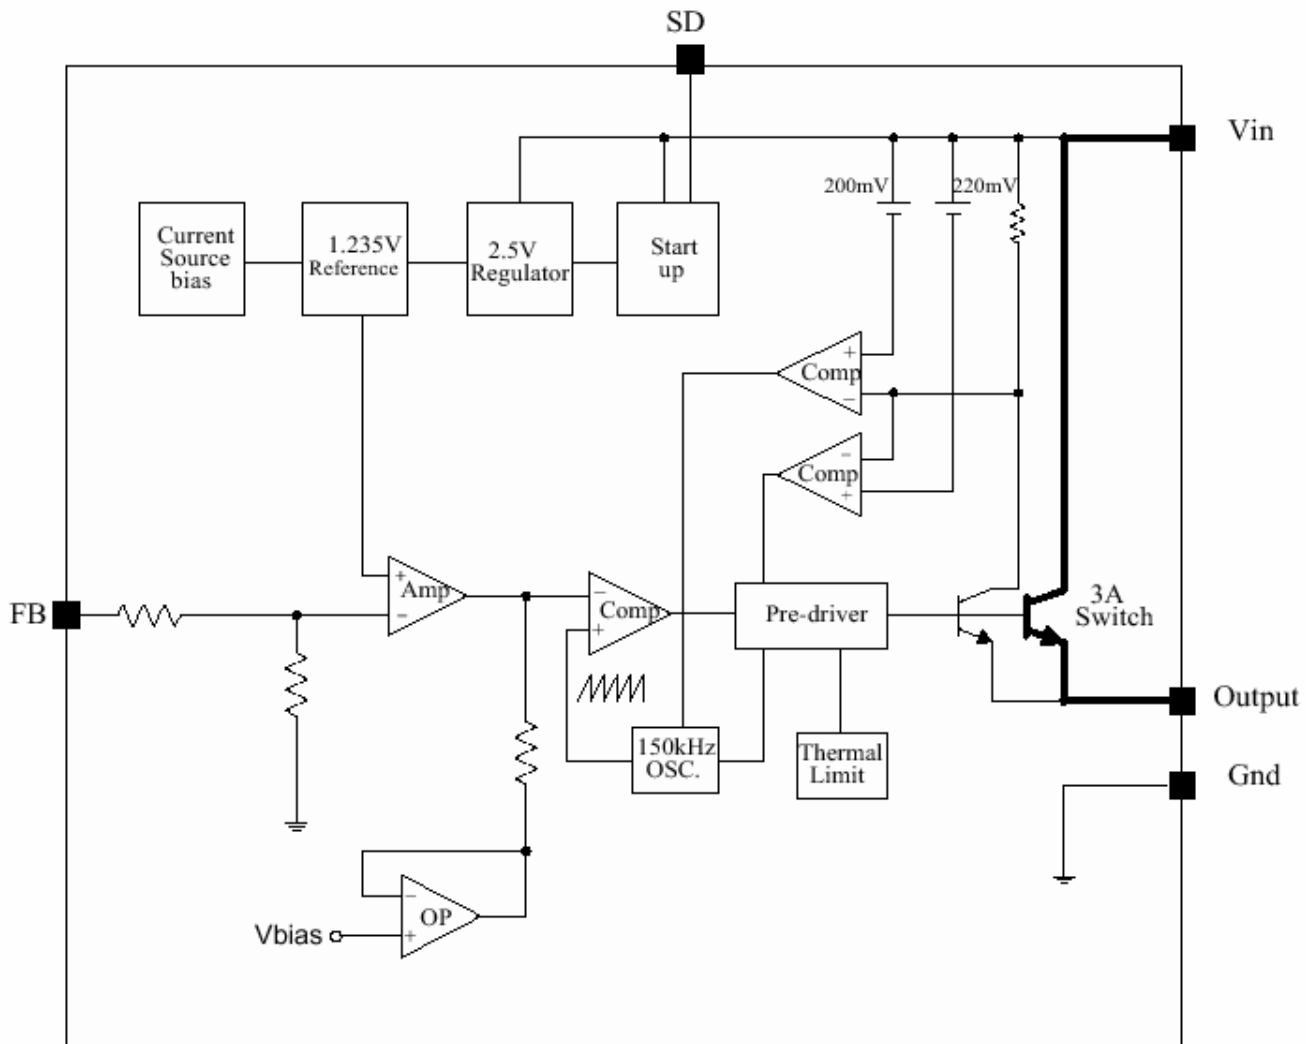 SD
Vin
200mV
220mV
Current
Source
bias
1.235V
Reference
2.5V
Regulator
Start
up
+
Comp
−
−
Comp
+
+
Amp
−
FB
−
Comp
+
Pre-driver
3A
Switch
Output
150kHz
OSC.
Thermal
Limit
Gnd
−
OP
+
Vbias